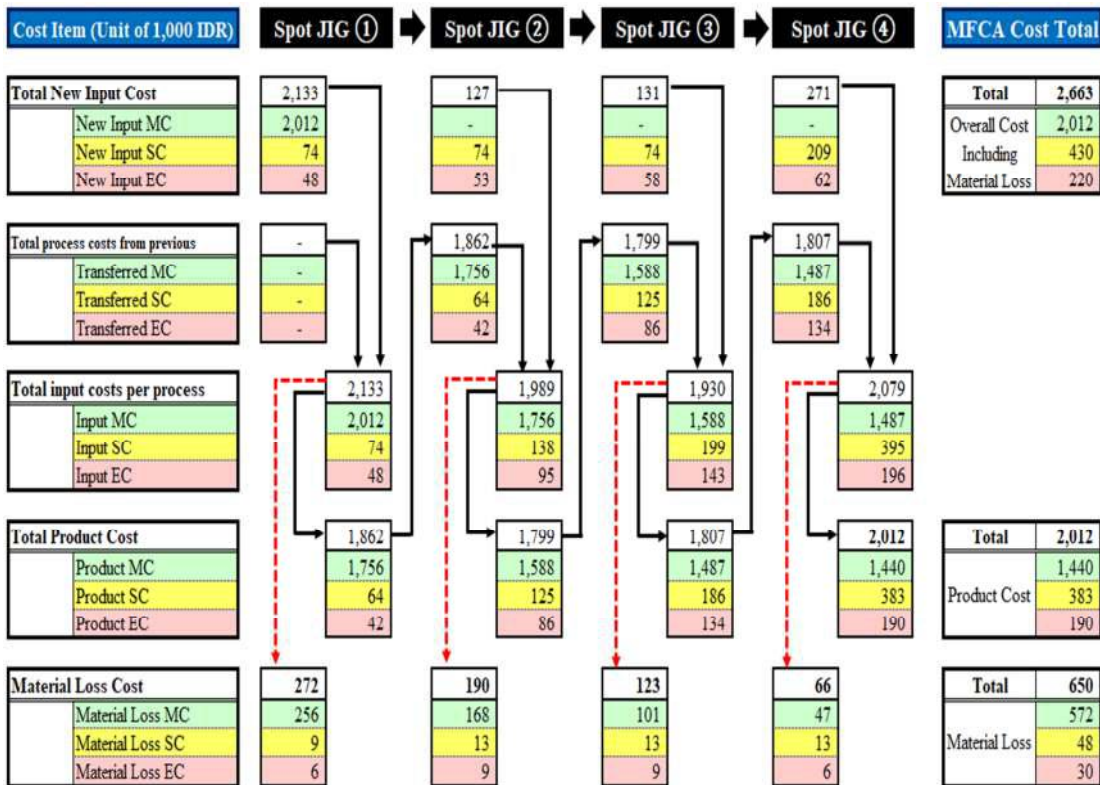 Cost Item (Unit of 1,000 IDR) Spot JIG ① Spot JIG ② Spot JIG ③ Spot JIG ④ MFCA Cost Total
Total New Input Cost 2,133 127 131 271 Total 2,663
New Input MC 2,012 - - - Overall Cost 2,012
New Input SC 74 74 74 209 Including 430
New Input EC 48 53 58 62 Material Loss 220
Total process costs from previous - 1,862 1,799 1,807
Transferred MC - 1,756 1,588 1,487
Transferred SC - 64 125 186
Transferred EC - 42 86 134
Total input costs per process 2,133 1,989 1,930 2,079
Input MC 2,012 1,756 1,588 1,487
Input SC 74 138 199 395
Input EC 48 95 143 196
Total Product Cost 1,862 1,799 1,807 2,012 Total 2,012
Product MC 1,756 1,588 1,487 1,440 1,440
Product SC 64 125 186 383 Product Cost 383
Product EC 42 86 134 190 190
Material Loss Cost 272 190 123 66 Total 650
Material Loss MC 256 168 101 47 572
Material Loss SC 9 13 13 13 Material Loss 48
Material Loss EC 6 9 9 6 30